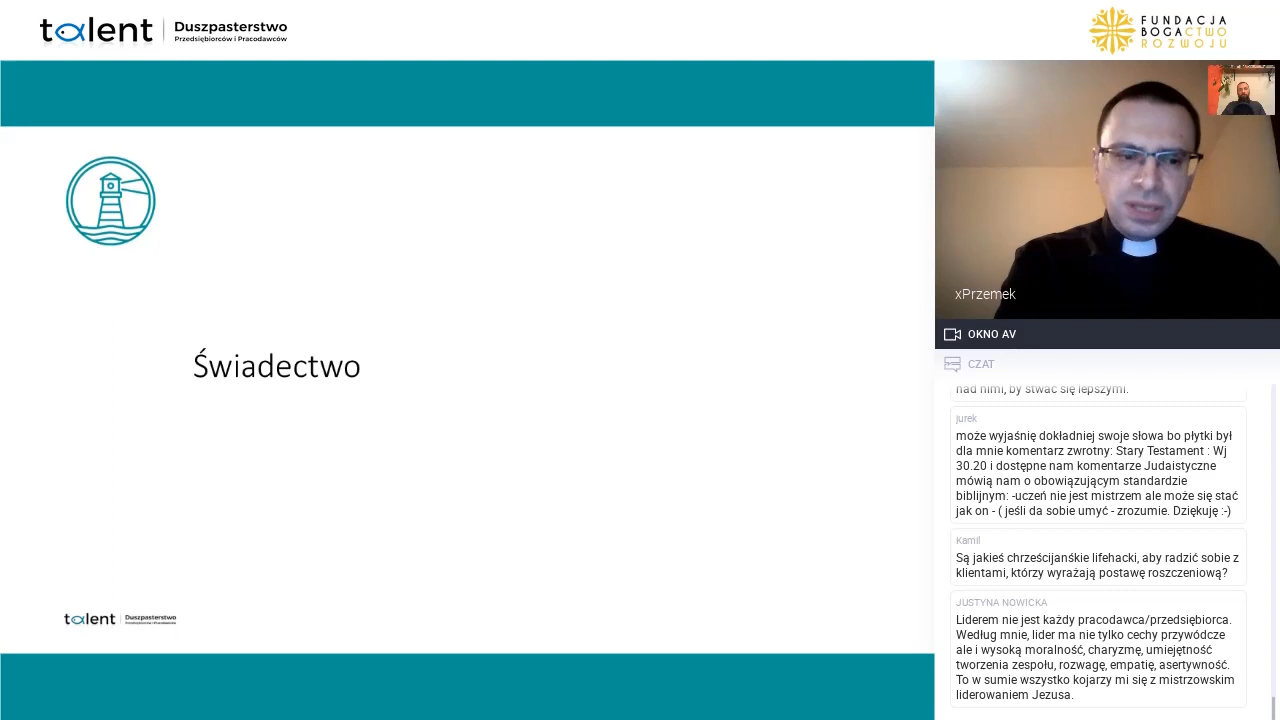 talent
Duszpasterstwo
Przedsiębiorców i Pracodawców
FUNDACJA
BOGACTWO
ROZWOJU
Świadectwo
talent
Duszpasterstwo
Przedsiębiorców i Pracodawców
xPrzemek
OKNO AV
CZAT
nad nimi, by stwać się lepszymi.
jurek
może wyjaśnię dokładniej swoje słowa bo płytki był
dla mnie komentarz zwrotny: Stary Testament : Wj
30.20 i dostępne nam komentarze Judaistyczne
mówią nam o obowiązującym standardzie
biblijnym: -uczeń nie jest mistrzem ale może się stać
jak on - ( jeśli da sobie umyć - zrozumie. Dziękuję :-)
Kamil
Są jakieś chrześcijańśkie lifehacki, aby radzić sobie z
klientami, którzy wyrażają postawę roszczeniową?
JUSTYNA NOWICKA
Liderem nie jest każdy pracodawca/przedsiębiorca.
Według mnie, lider ma nie tylko cechy przywódcze
ale i wysoką moralność, charyzmę, umiejętność
tworzenia zespołu, rozwagę, empatię, asertywność.
To w sumie wszystko kojarzy mi się z mistrzowskim
liderowaniem Jezusa.